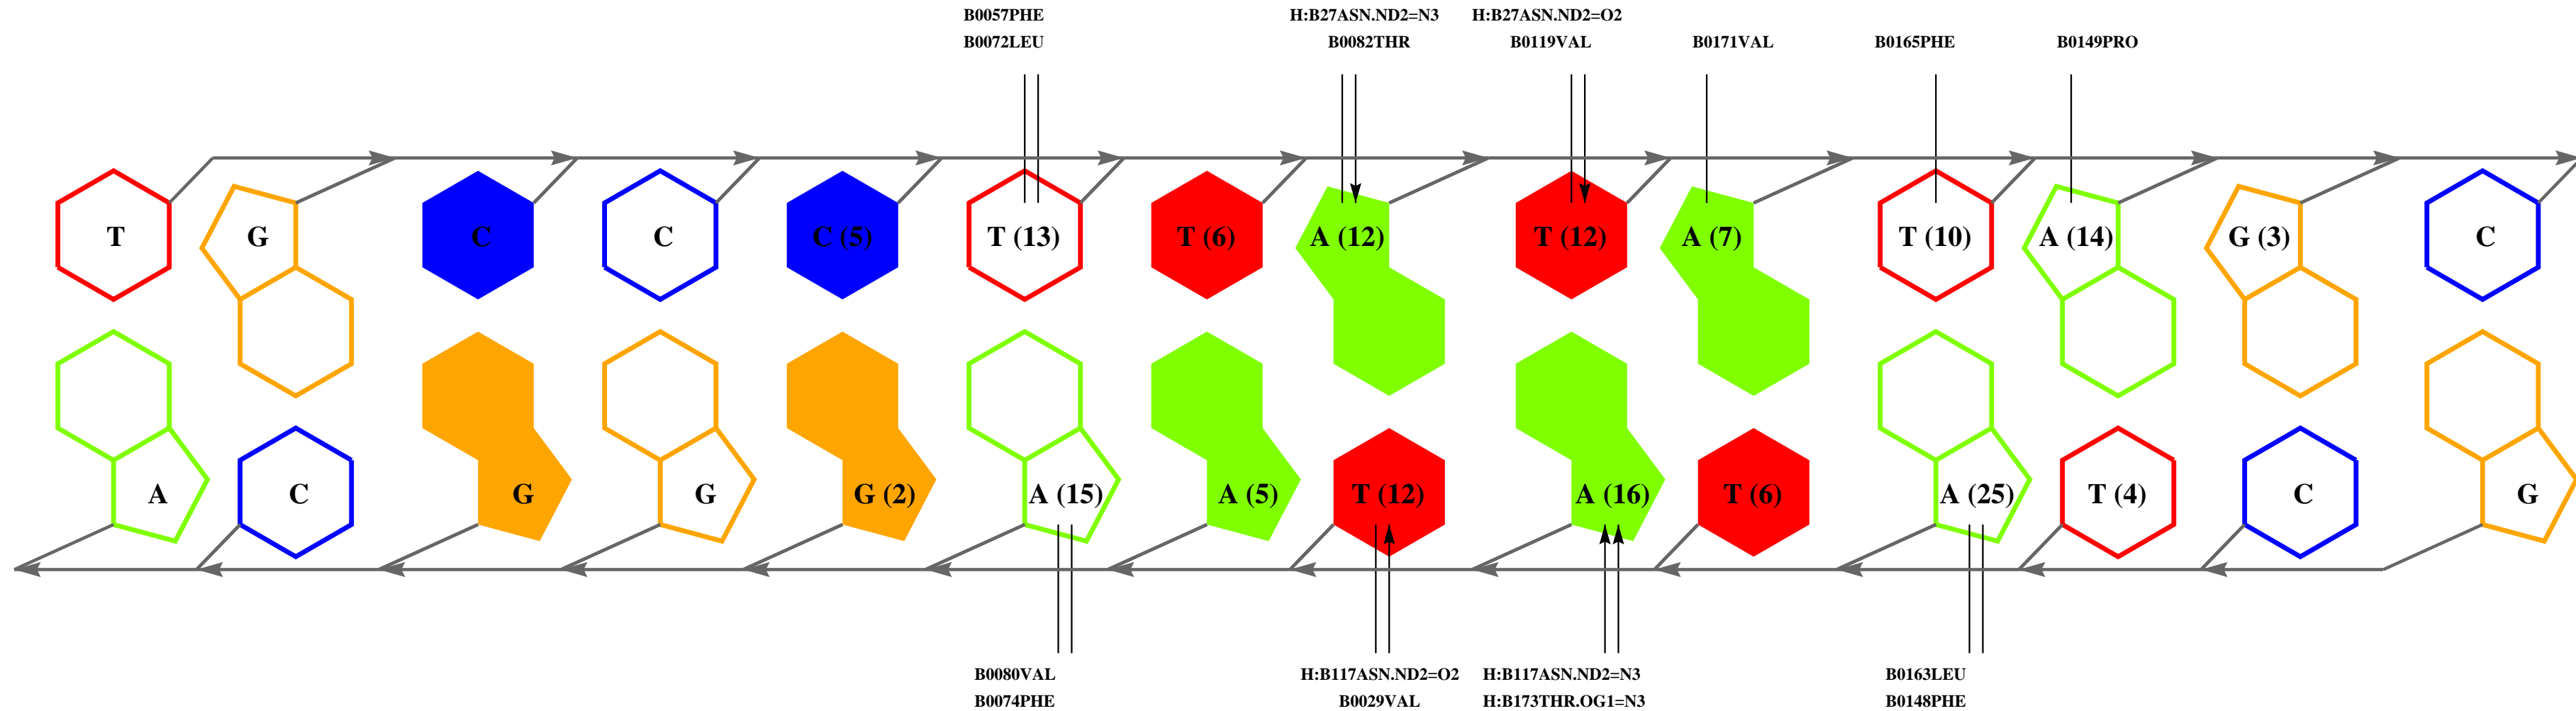 B0057PHE H:B27ASN.ND2=N3 H:B27ASN.ND2=O2
B0072LEU B0082THR B0119VAL B0171VAL B0165PHE B0149PRO
T G C C C (5) T (13) T (6) A (12) T (12) A (7) T (10) A (14) G (3) C
A C G G G (2) A (15) A (5) T (12) A (16) T (6) A (25) T (4) C G
B0080VAL H:B117ASN.ND2=O2 H:B117ASN.ND2=N3 B0163LEU
B0074PHE B0029VAL H:B173THR.OG1=N3 B0148PHE